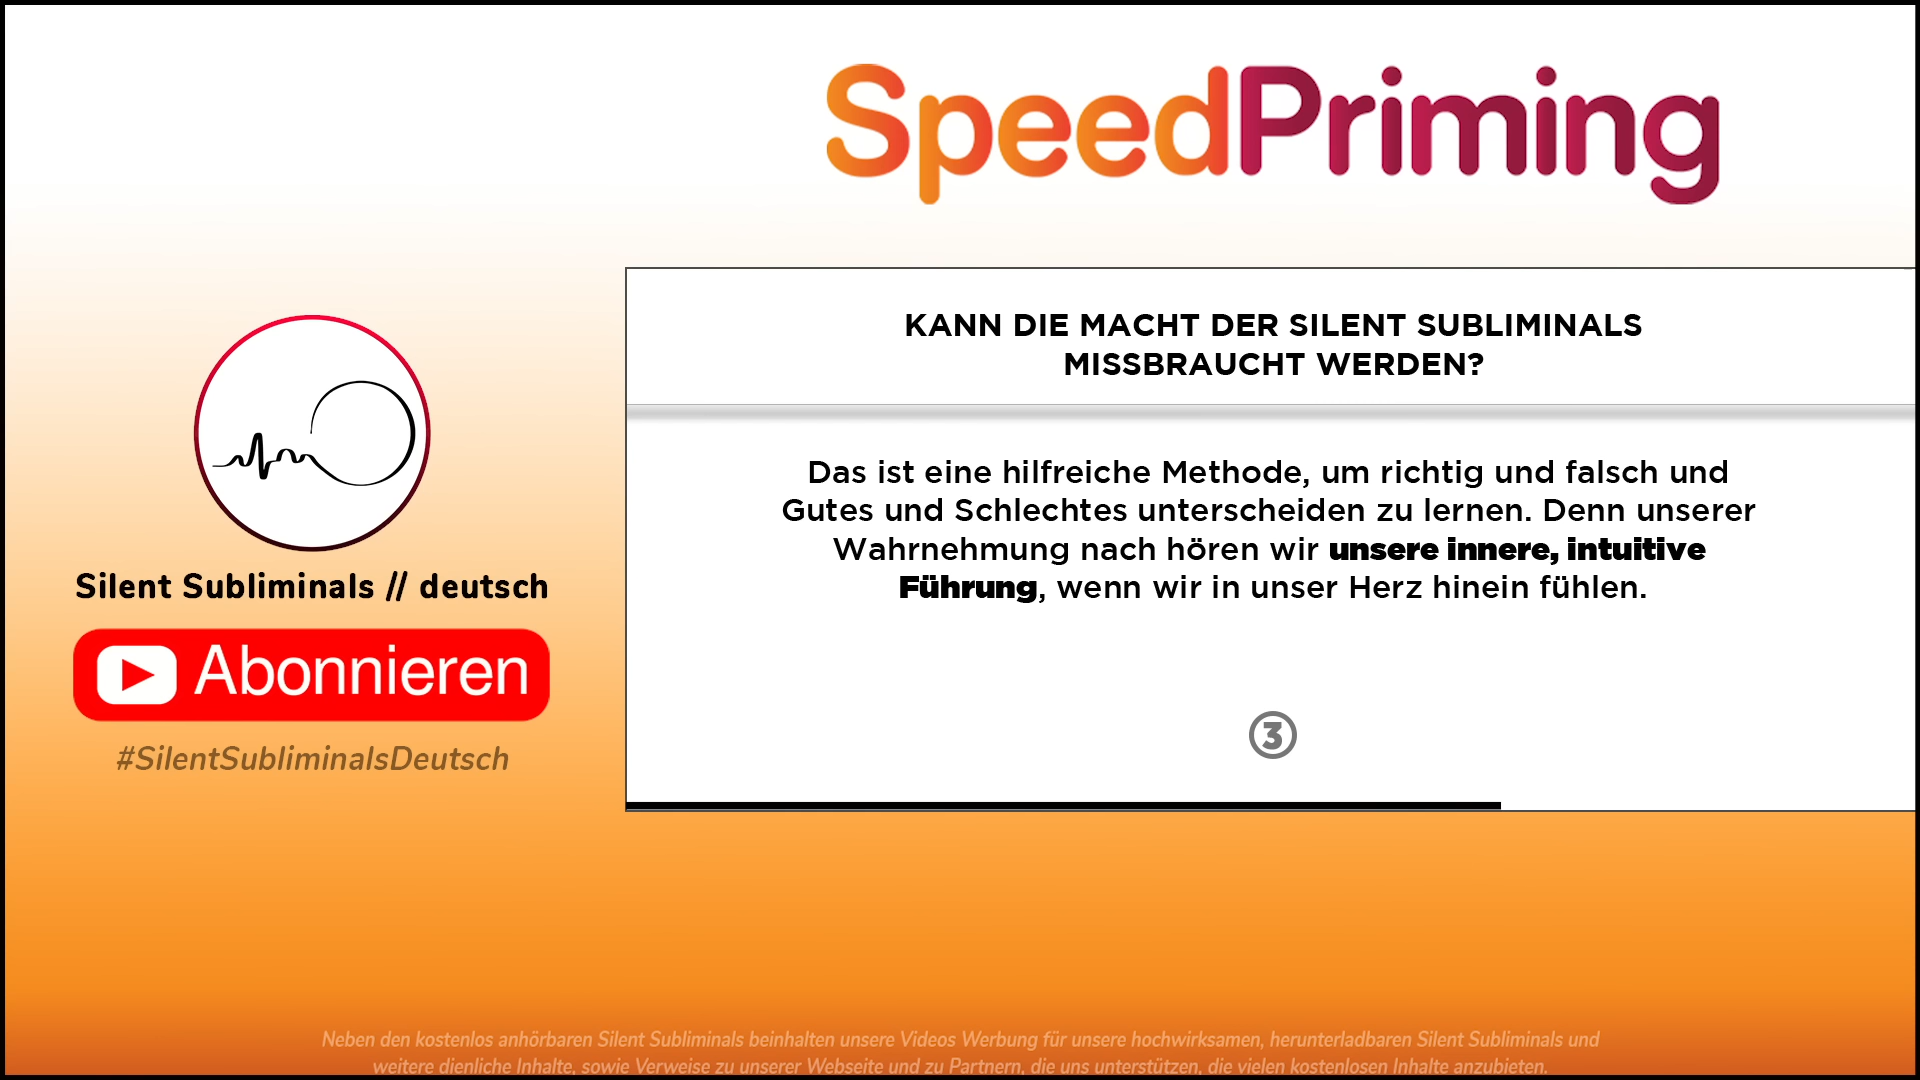 SpeedPriming
KANN DIE MACHT DER SILENT SUBLIMINALS
MISSBRAUCHT WERDEN?
Das ist eine hilfreiche Methode, um richtig und falsch und
Gutes und Schlechtes unterscheiden zu lernen. Denn unserer
Wahrnehmung nach hören wir unsere innere, intuitive
Führung, wenn wir in unser Herz hinein fühlen.
3
Silent Subliminals // deutsch
Abonnieren
#SilentSubliminalsDeutsch
Neben den kostenlos anhörbaren Silent Subliminals beinhalten unsere Videos Werbung für unsere hochwirksamen, herunterladbaren Silent Subliminals und
weitere dienliche Inhalte, sowie Verweise zu unserer Webseite und zu Partnern, die uns unterstützen, die vielen kostenlosen Inhalte anzubieten.